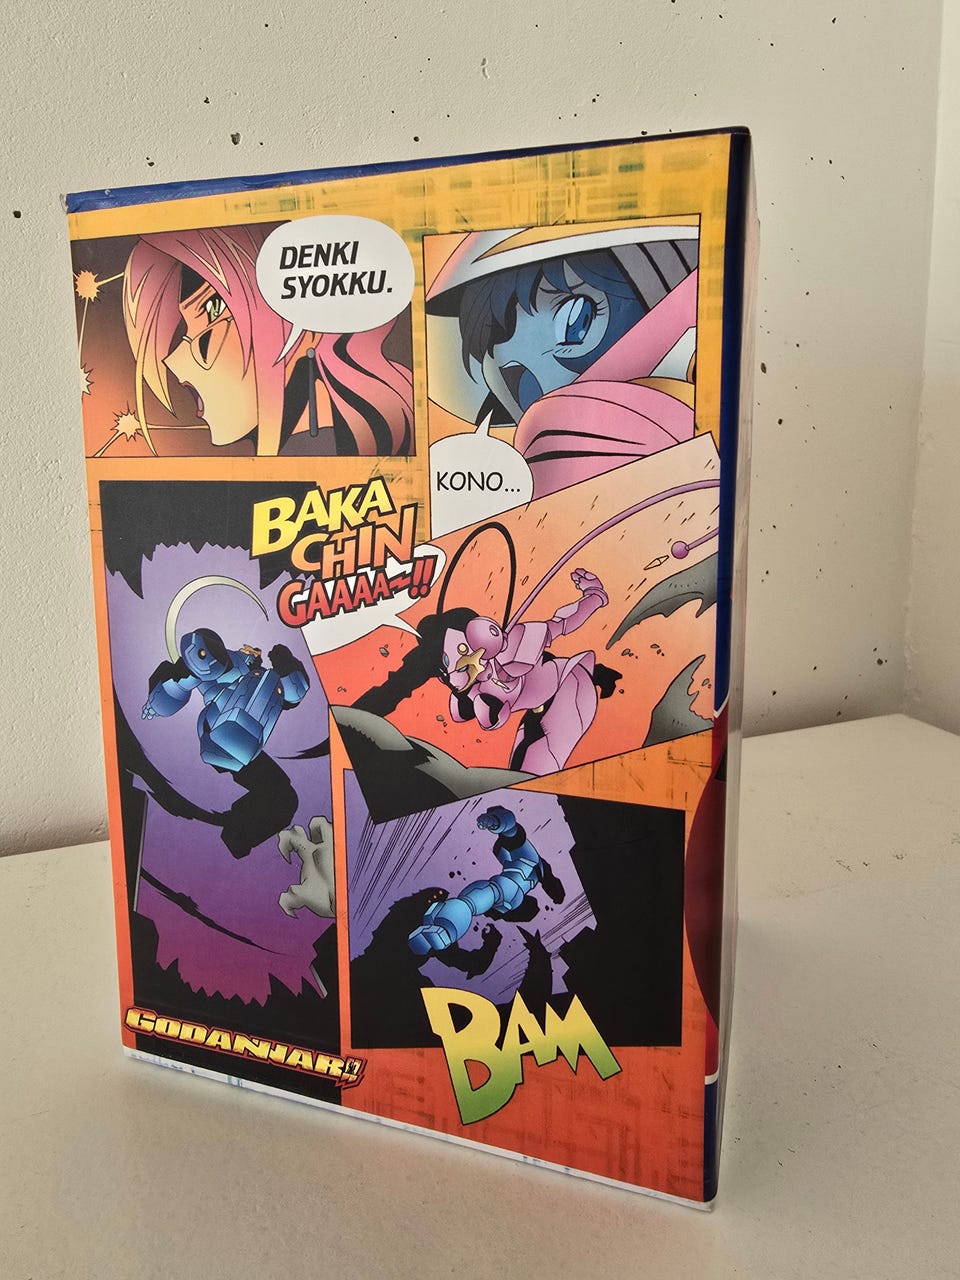 DENKI
SYOKKU.
KONO...
BAKA
CHIN
GAAAA~!!
GODANJAR!!
BAM